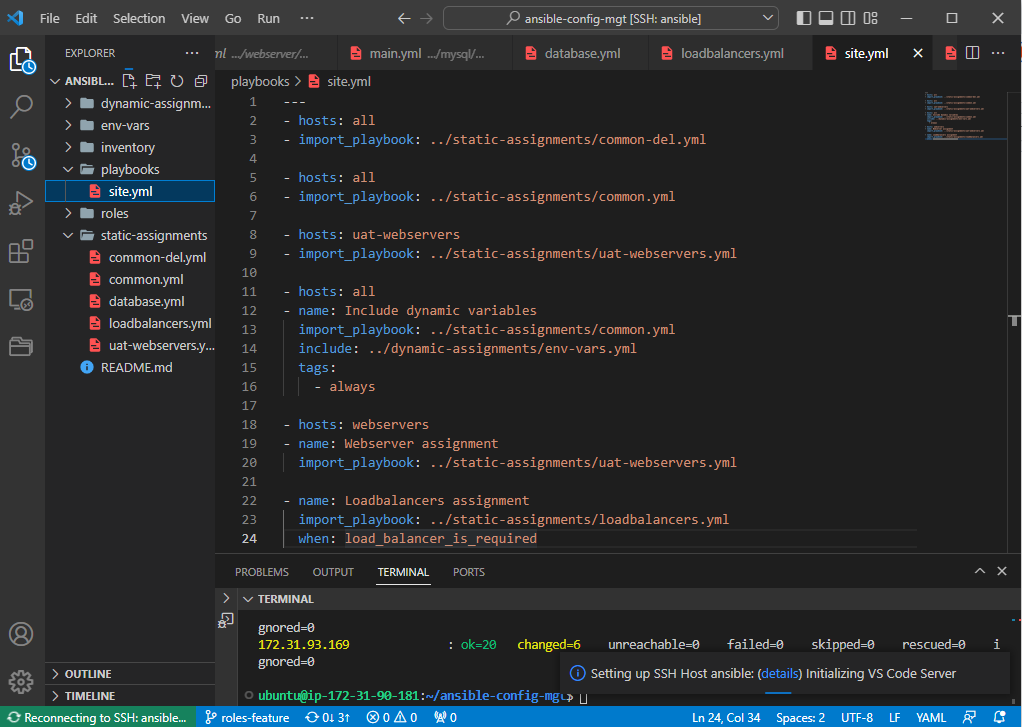 File Edit Selection View Go Run ··· ansible-config-mgt [SSH: ansible]
EXPLORER ···
ANSIBL...
dynamic-assignm...
env-vars
inventory
playbooks
site.yml
roles
static-assignments
common-del.yml
common.yml
database.yml
loadbalancers.yml
uat-webservers.y...
README.md
OUTLINE
TIMELINE
ml .../webserver/... main.yml .../mysql/... database.yml loadbalancers.yml site.yml ···
playbooks > site.yml
1 ---
2 - hosts: all
3 - import_playbook: ../static-assignments/common-del.yml
4
5 - hosts: all
6 - import_playbook: ../static-assignments/common.yml
7
8 - hosts: uat-webservers
9 - import_playbook: ../static-assignments/uat-webservers.yml
10
11 - hosts: all
12 - name: Include dynamic variables
13 import_playbook: ../static-assignments/common.yml
14 include: ../dynamic-assignments/env-vars.yml
15 tags:
16 - always
17
18 - hosts: webservers
19 - name: Webserver assignment
20 import_playbook: ../static-assignments/uat-webservers.yml
21
22 - name: Loadbalancers assignment
23 import_playbook: ../static-assignments/loadbalancers.yml
24 when: load_balancer_is_required
PROBLEMS OUTPUT TERMINAL PORTS
TERMINAL
gnored=0
172.31.93.169 : ok=20 changed=6 unreachable=0 failed=0 skipped=0 rescued=0 i
gnored=0
ubuntu@ip-172-31-90-181:~/ansible-config-mgt$
Setting up SSH Host ansible: (details) Initializing VS Code Server
Reconnecting to SSH: ansible... roles-feature 0↓ 3↑ 0 0 0 Ln 24, Col 34 Spaces: 2 UTF-8 LF YAML